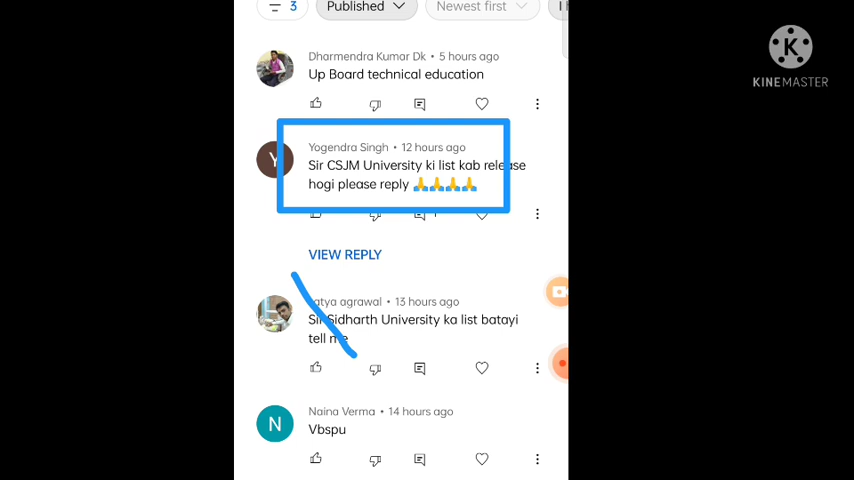 3 Published Newest first
KINEMASTER
Dharmendra Kumar Dk • 5 hours ago
Up Board technical education
Yogendra Singh • 12 hours ago
Sir CSJM University ki list kab release
hogi please reply 🙏🙏🙏🙏
1
VIEW REPLY
atya agrawal • 13 hours ago
Sir Sidharth University ka list batayi
tell me
Naina Verma • 14 hours ago
N
Vbspu